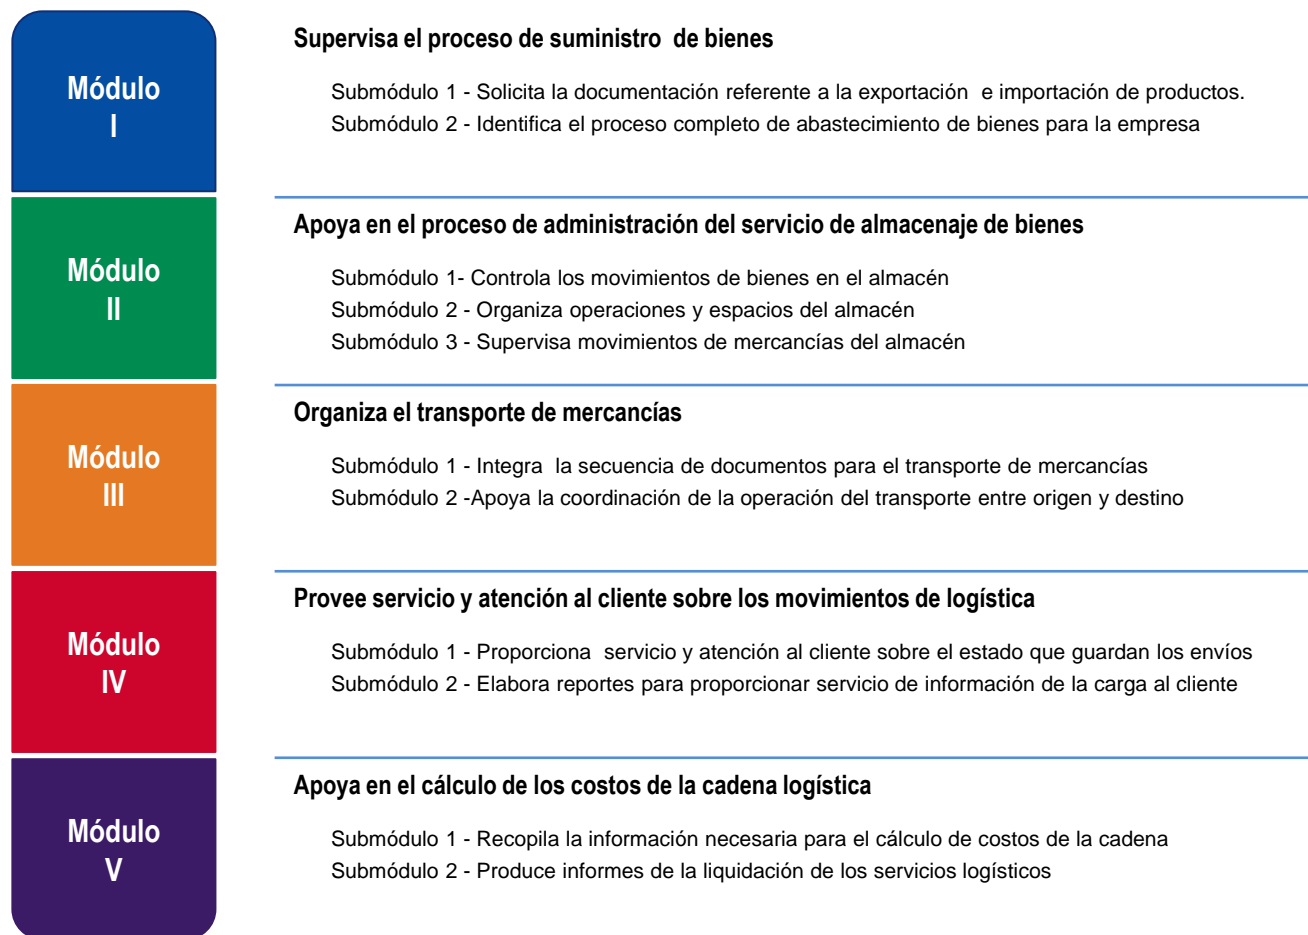 Módulo
I
Supervisa el proceso de suministro  de bienes
Submódulo 1 - Solicita la documentación referente a la exportación  e importación de productos.
Submódulo 2 - Identifica el proceso completo de abastecimiento de bienes para la empresa
Módulo
II
Apoya en el proceso de administración del servicio de almacenaje de bienes
Submódulo 1- Controla los movimientos de bienes en el almacén
Submódulo 2 - Organiza operaciones y espacios del almacén
Submódulo 3 - Supervisa movimientos de mercancías del almacén
Módulo
III
Organiza el transporte de mercancías
Submódulo 1 - Integra  la secuencia de documentos para el transporte de mercancías
Submódulo 2 -Apoya la coordinación de la operación del transporte entre origen y destino
Módulo
IV
Provee servicio y atención al cliente sobre los movimientos de logística
Submódulo 1 - Proporciona  servicio y atención al cliente sobre el estado que guardan los envíos
Submódulo 2 - Elabora reportes para proporcionar servicio de información de la carga al cliente
Módulo
V
Apoya en el cálculo de los costos de la cadena logística
Submódulo 1 - Recopila la información necesaria para el cálculo de costos de la cadena
Submódulo 2 - Produce informes de la liquidación de los servicios logísticos